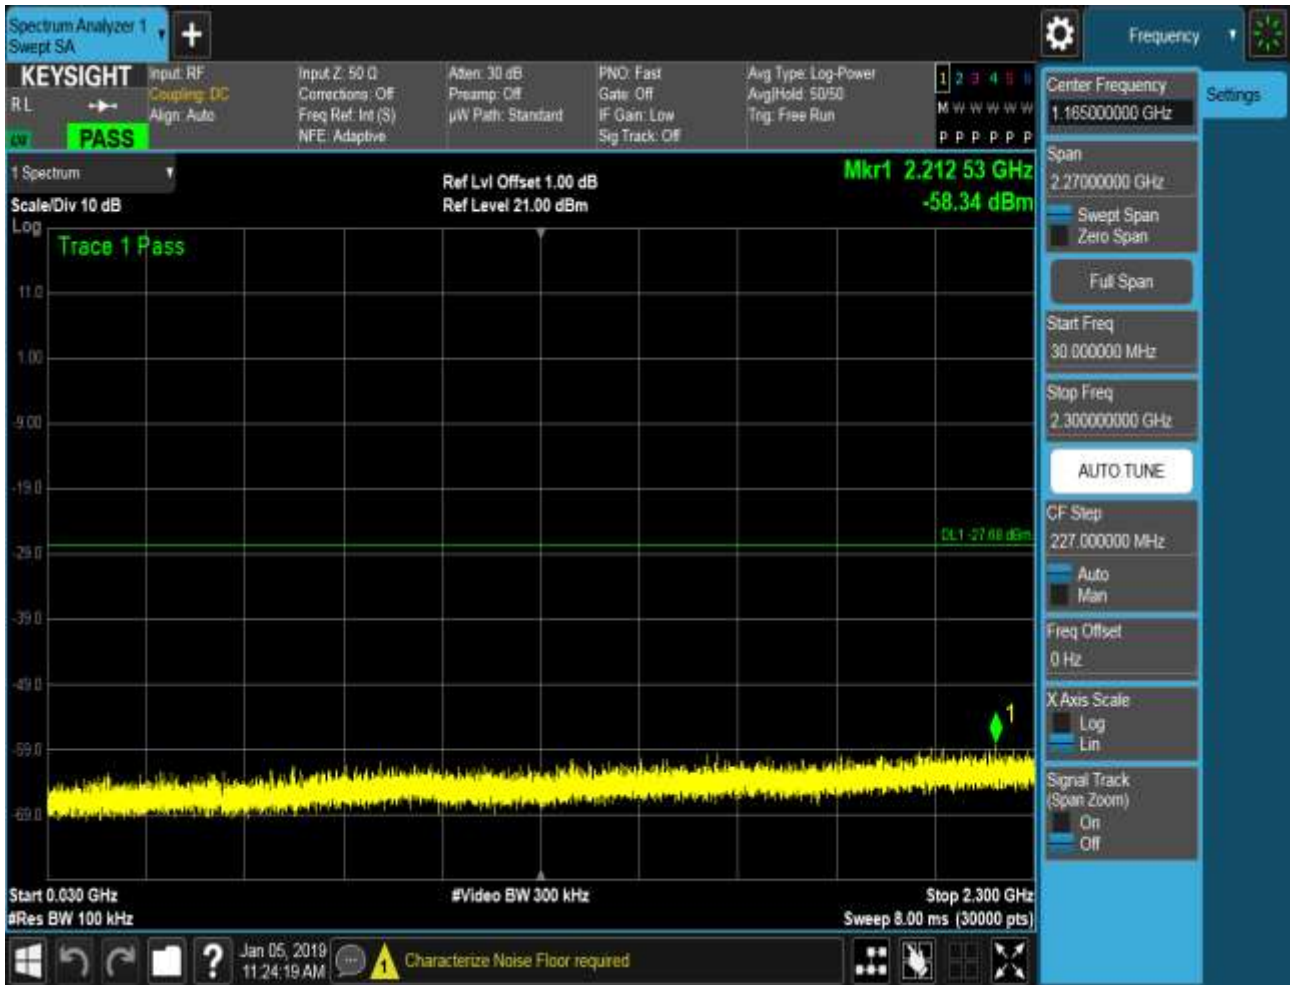 Spectrum Analyzer 1
Swept SA
Frequency
KEYSIGHT
R L
PASS
Input: RF
Coupling: DC
Align: Auto
Input Z: 50 Ω
Corrections: Off
Freq Ref: Int (S)
NFE: Adaptive
Atten: 30 dB
Preamp: Off
µW Path: Standard
PNO: Fast
Gate: Off
IF Gain: Low
Sig Track: Off
Avg Type: Log-Power
Avg|Hold: 50/50
Trig: Free Run
1 2 3 4 5 6
M W W W W W
P P P P P P
1 Spectrum
Scale/Div 10 dB
Log
Ref Lvl Offset 1.00 dB
Ref Level 21.00 dBm
Mkr1 2.212 53 GHz
-58.34 dBm
Trace 1 Pass
11.0
1.00
-9.00
-19.0
-29.0
-39.0
-49.0
-59.0
-69.0
DL1 -27.68 dBm
1
Start 0.030 GHz
#Res BW 100 kHz
#Video BW 300 kHz
Stop 2.300 GHz
Sweep 8.00 ms (30000 pts)
Jan 05, 2019
11:24:19 AM
1
Characterize Noise Floor required
Center Frequency
1.165000000 GHz
Settings
Span
2.27000000 GHz
Swept Span
Zero Span
Full Span
Start Freq
30.000000 MHz
Stop Freq
2.300000000 GHz
AUTO TUNE
CF Step
227.000000 MHz
Auto
Man
Freq Offset
0 Hz
X Axis Scale
Log
Lin
Signal Track
(Span Zoom)
On
Off